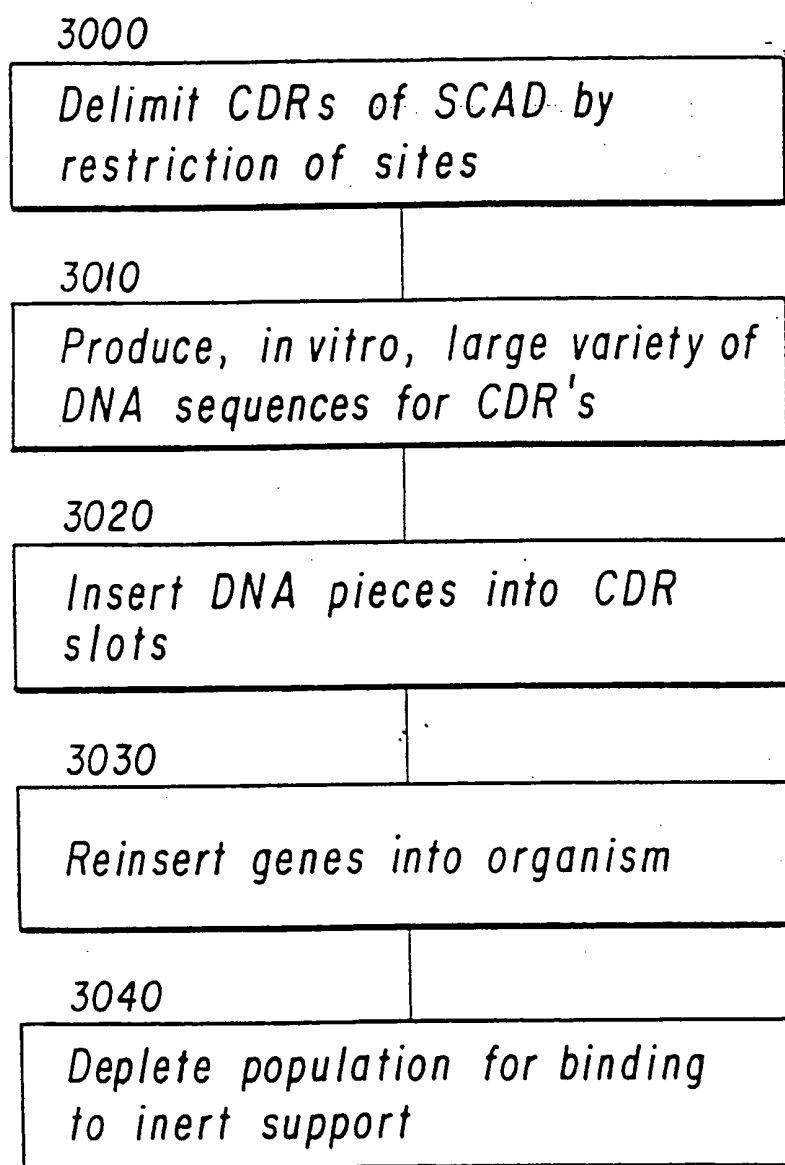 3000
Delimit CDRs of SCAD by
restriction of sites
3010
Produce, in vitro, large variety of
DNA sequences for CDR's
3020
Insert DNA pieces into CDR
slots
3030
Reinsert genes into organism
3040
Deplete population for binding
to inert support